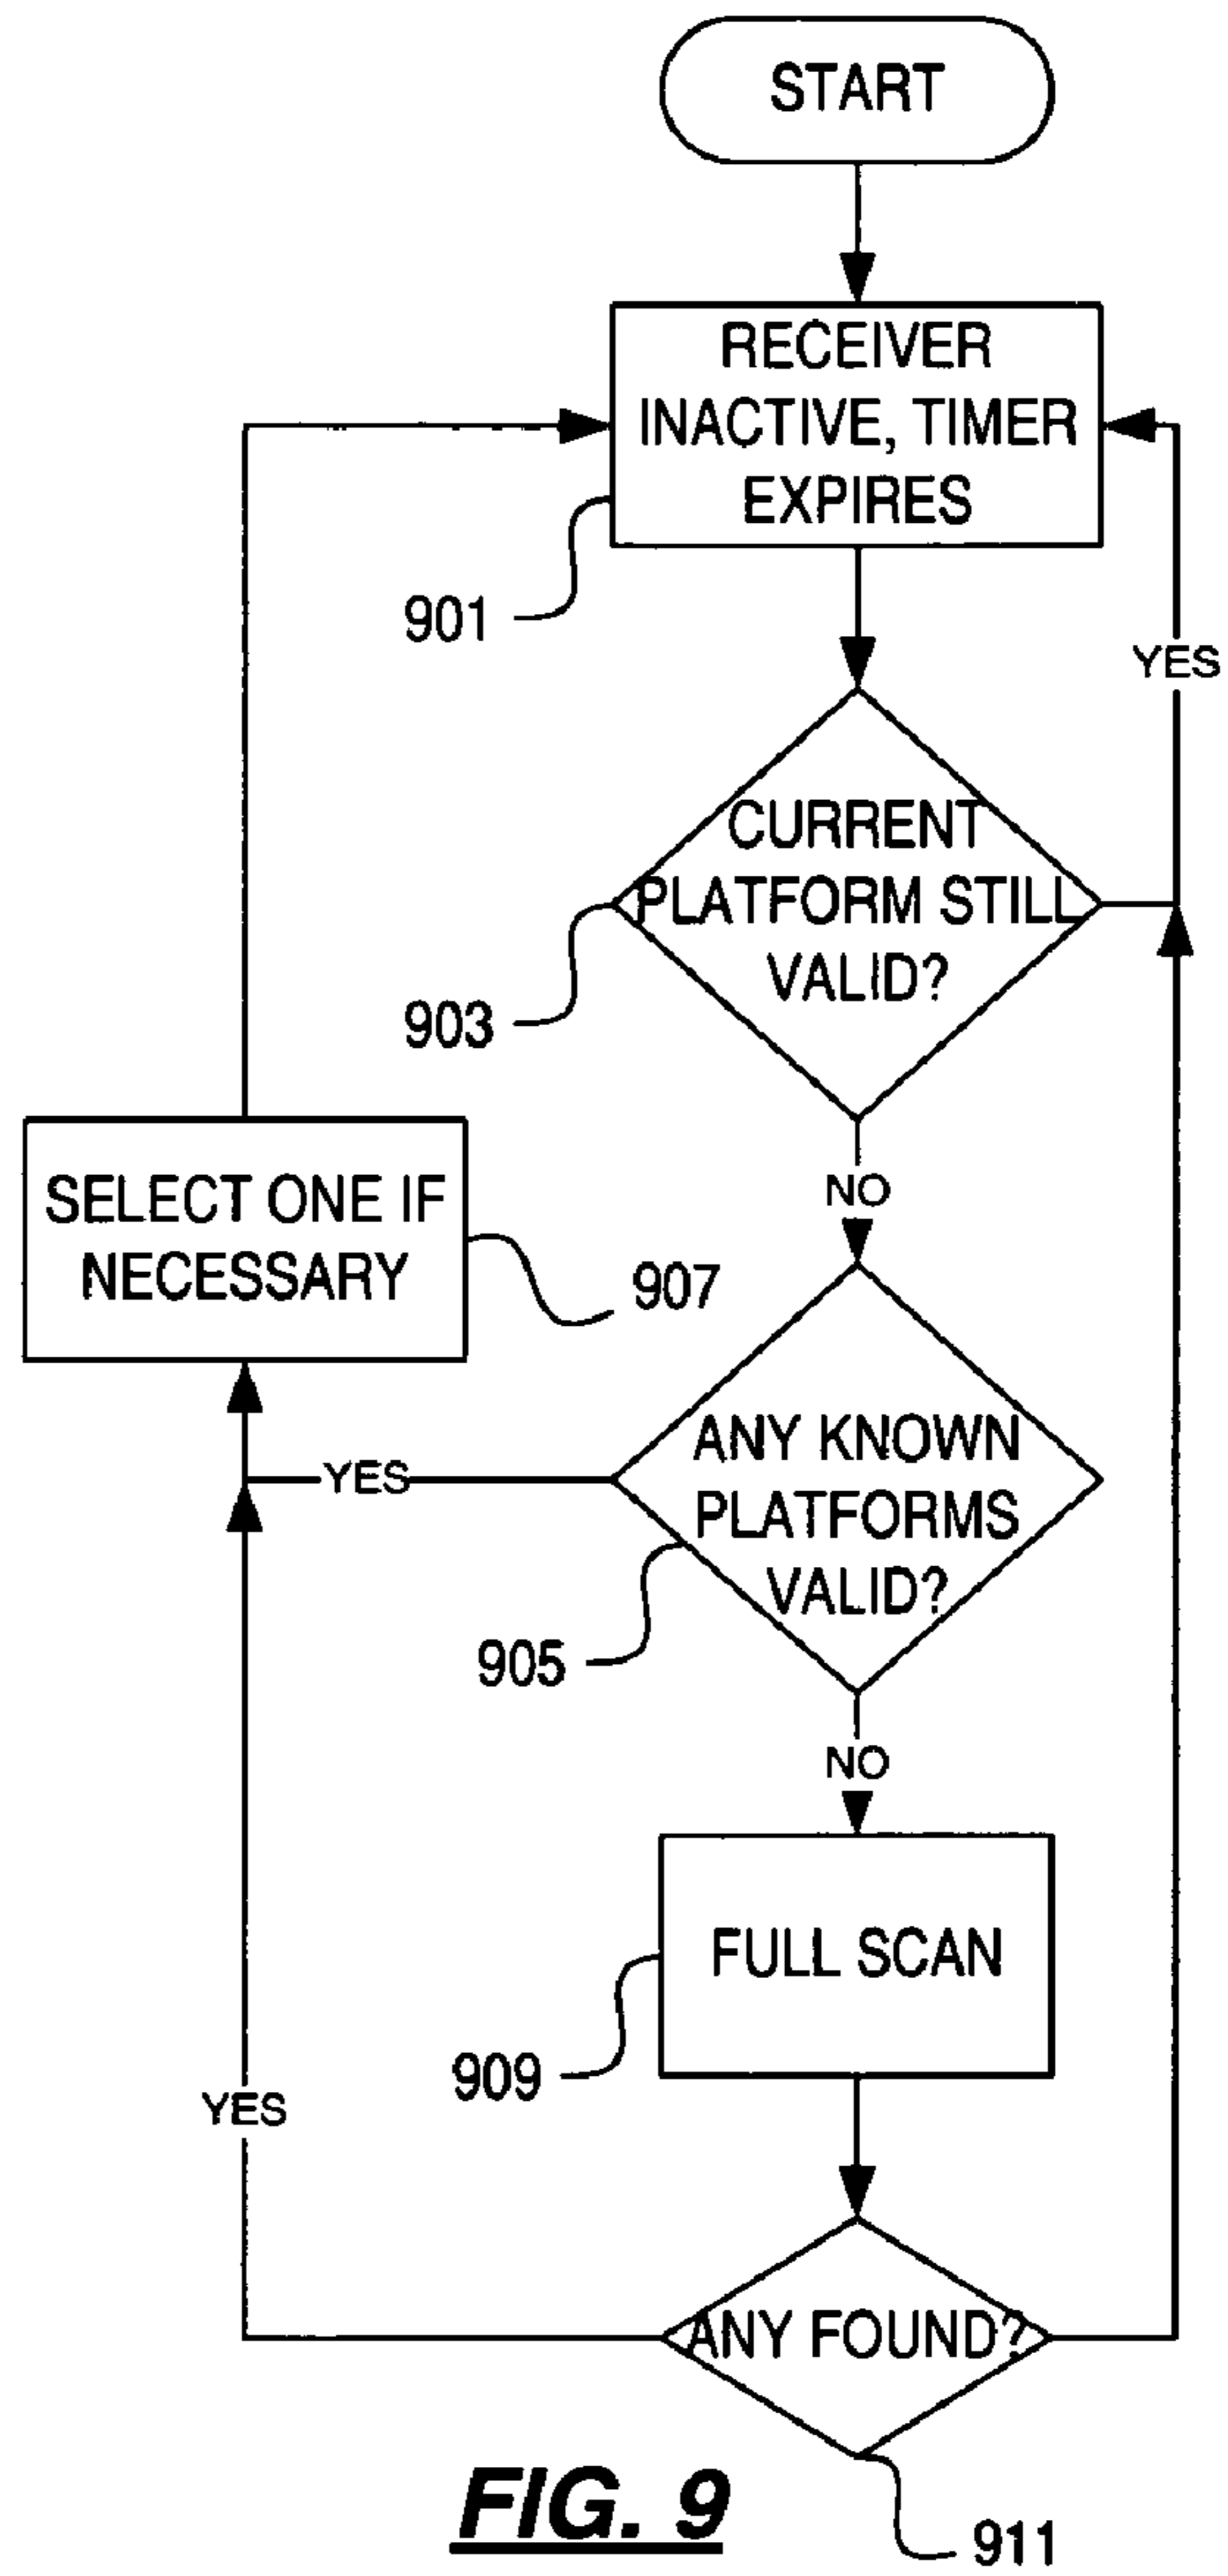 START
RECEIVER
INACTIVE, TIMER
EXPIRES
901
YES
CURRENT
PLATFORM STILL
VALID?
903
NO
SELECT ONE IF
NECESSARY
907
ANY KNOWN
PLATFORMS
VALID?
YES
905
NO
FULL SCAN
909
YES
ANY FOUND?
FIG. 9
911